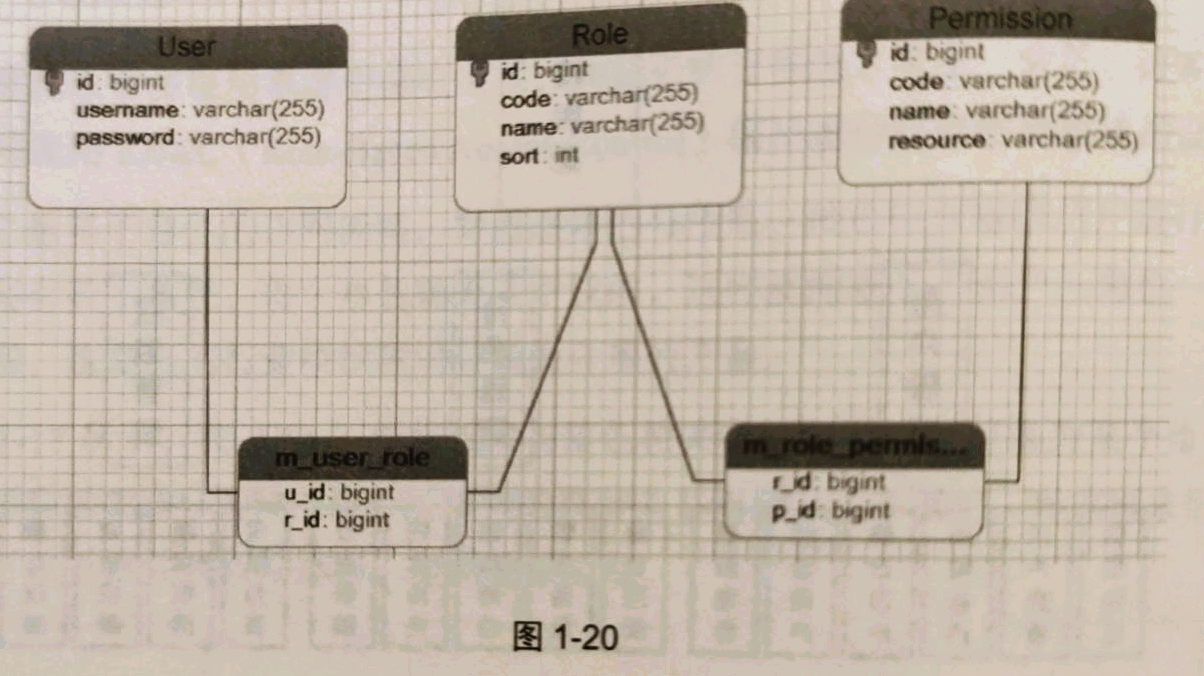 User
id: bigint
username: varchar(255)
password: varchar(255)
Role
id: bigint
code: varchar(255)
name: varchar(255)
sort: int
Permission
id: bigint
code: varchar(255)
name: varchar(255)
resource: varchar(255)
m_user_role
u_id: bigint
r_id: bigint
m_role_permis...
r_id: bigint
p_id: bigint
图 1-20